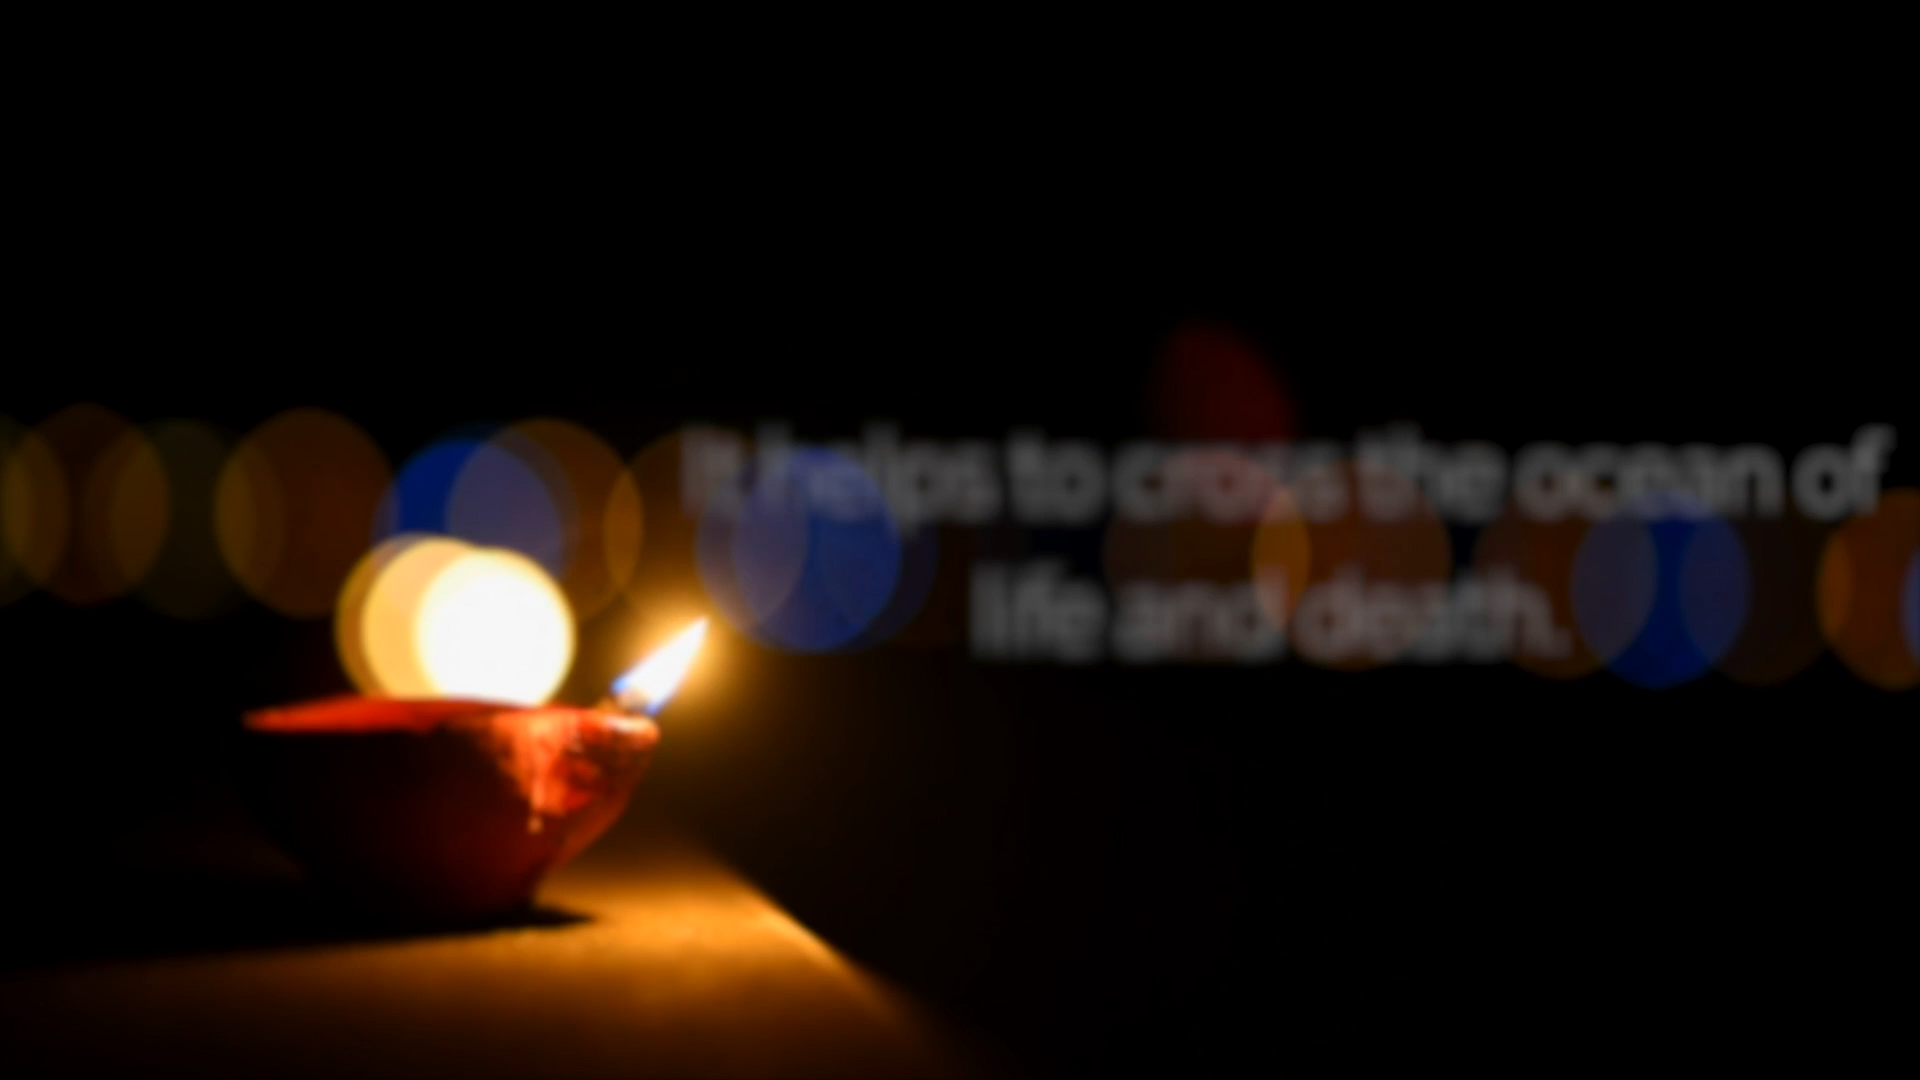 It helps to cross the ocean of
life and death.